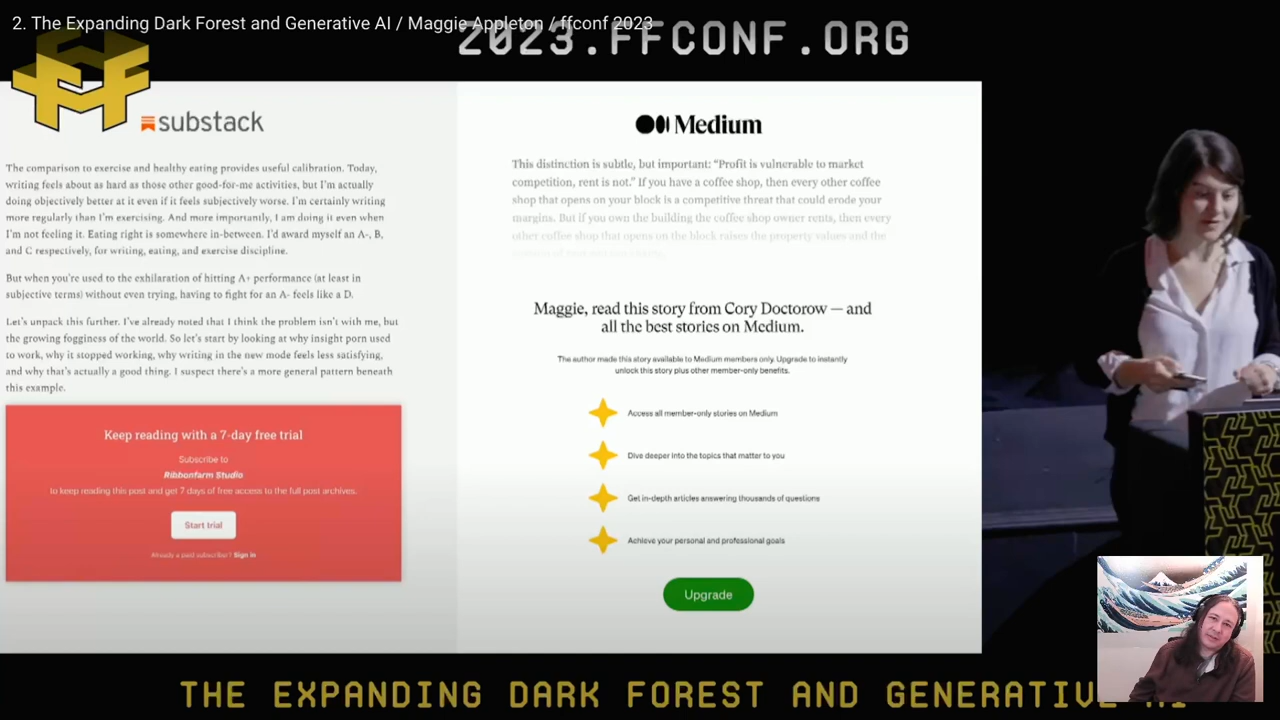 2. The Expanding Dark Forest and Generative AI / Maggie Appleton / ffconf 2023
2023.FFCONF.ORG
substack
The comparison to exercise and healthy eating provides useful calibration. Today,
writing feels about as hard as those other good-for-me activities, but I'm actually
doing objectively better at it even if it feels subjectively worse. I'm certainly writing
more regularly than I'm exercising. And more importantly, I am doing it even when
I'm not feeling it. Eating right is somewhere in-between. I'd award myself an A-, B,
and C respectively, for writing, eating, and exercise discipline.
But when you're used to the exhilaration of hitting A+ performance (at least in
subjective terms) without even trying, having to fight for an A- feels like a D.
Let's unpack this further. I've already noted that I think the problem isn't with me, but
the growing fogginess of the world. So let's start by looking at why insight porn used
to work, why it stopped working, why writing in the new mode feels less satisfying,
and why that's actually a good thing. I suspect there's a more general pattern beneath
this example.
Keep reading with a 7-day free trial
Subscribe to
Ribbonfarm Studio
to keep reading this post and get 7 days of free access to the full post archives.
Start trial
Already a paid subscriber? Sign in
Medium
This distinction is subtle, but important: “Profit is vulnerable to market
competition, rent is not.” If you have a coffee shop, then every other coffee
shop that opens on your block is a competitive threat that could erode your
margins. But if you own the building the coffee shop owner rents, then every
other coffee shop that opens on the block raises the property values and the
Maggie, read this story from Cory Doctorow — and
all the best stories on Medium.
The author made this story available to Medium members only. Upgrade to instantly
unlock this story plus other member-only benefits.
Access all member-only stories on Medium
Dive deeper into the topics that matter to you
Get in-depth articles answering thousands of questions
Achieve your personal and professional goals
Upgrade
THE EXPANDING DARK FOREST AND GENERATIVE AI